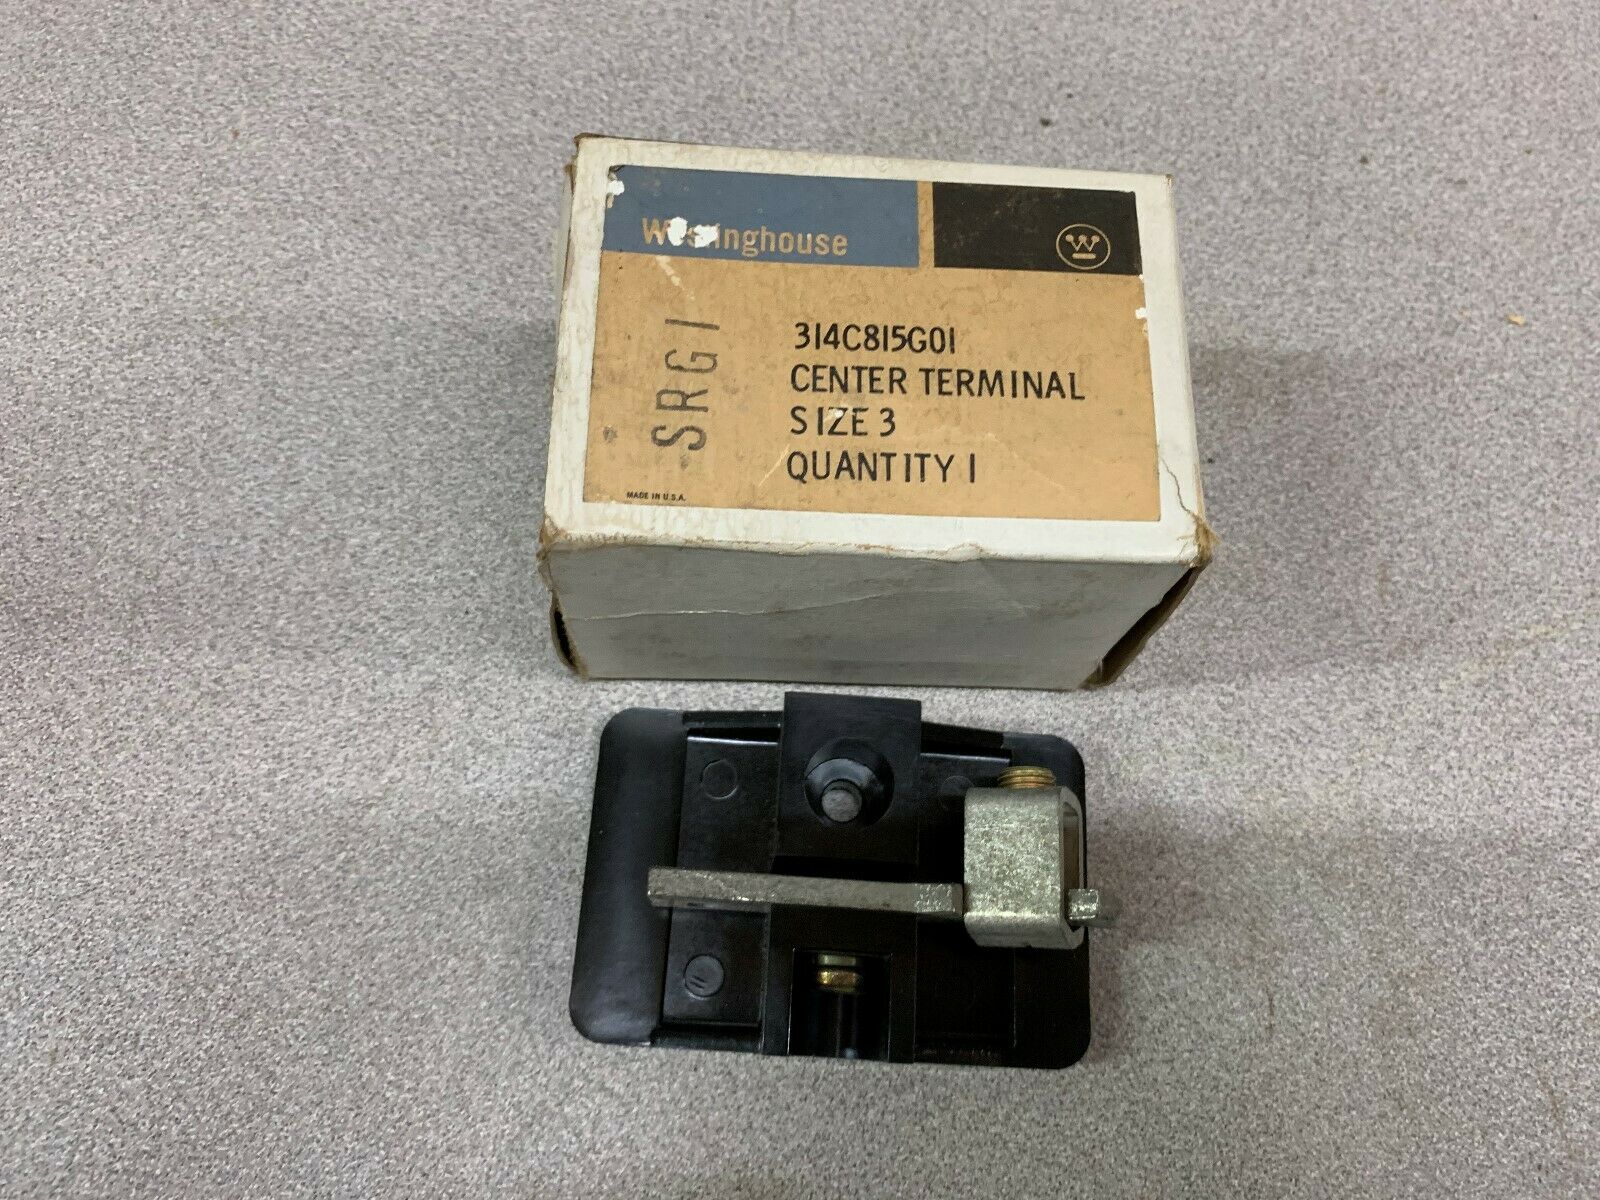 Westinghouse
W
SRG1
314C815G01
CENTER TERMINAL
SIZE 3
QUANTITY 1
MADE IN U.S.A.